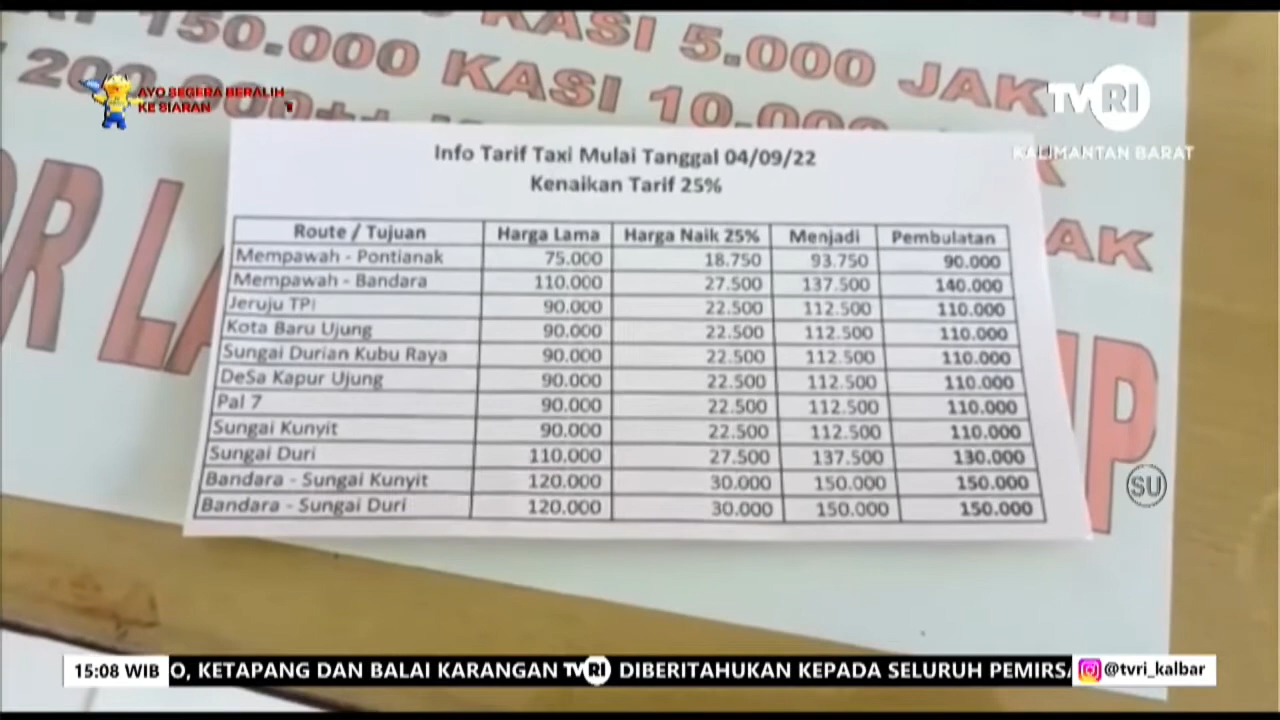 150.000 KASI 5.000 JAK
200.000++ KASI 10.000
AK
AYO SEGERA BERALIH
KE SIARAN
TVRI
KALIMANTAN BARAT
Info Tarif Taxi Mulai Tanggal 04/09/22
Kenaikan Tarif 25%
Route / Tujuan Harga Lama Harga Naik 25% Menjadi Pembulatan
Mempawah - Pontianak 75.000 18.750 93.750 90.000
Mempawah - Bandara 110.000 27.500 137.500 140.000
Jeruju TPI 90.000 22.500 112.500 110.000
Kota Baru Ujung 90.000 22.500 112.500 110.000
Sungai Durian Kubu Raya 90.000 22.500 112.500 110.000
DeSa Kapur Ujung 90.000 22.500 112.500 110.000
Pal 7 90.000 22.500 112.500 110.000
Sungai Kunyit 90.000 22.500 112.500 110.000
Sungai Duri 110.000 27.500 137.500 130.000
Bandara - Sungai Kunyit 120.000 30.000 150.000 150.000
Bandara - Sungai Duri 120.000 30.000 150.000 150.000
SU
15:08 WIB O, KETAPANG DAN BALAI KARANGAN TVRI DIBERITAHUKAN KEPADA SELURUH PEMIRSA @tvri_kalbar